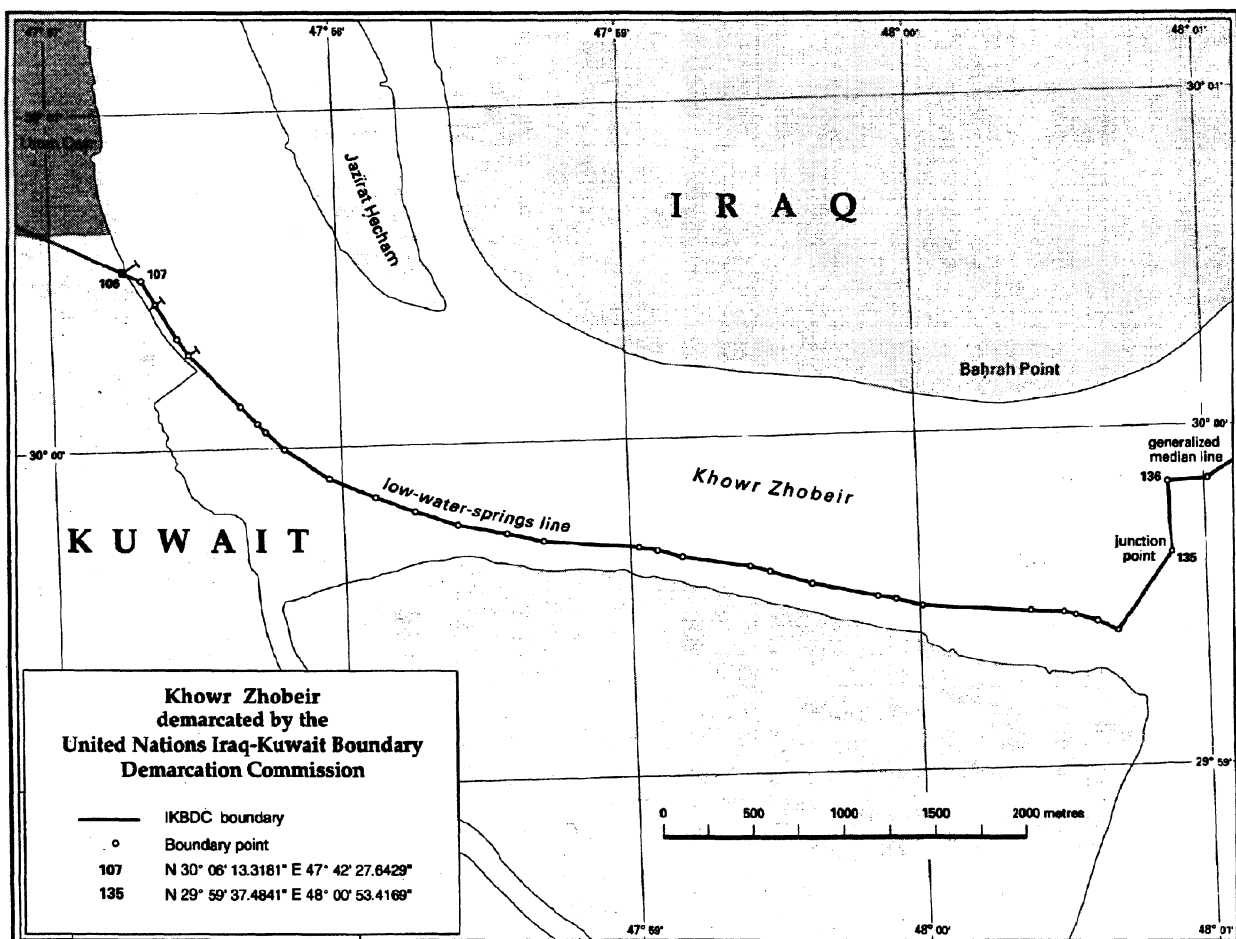 47° 58'
47° 59'
48° 00'
48° 01'
30° 01'
Jazirat Ḥecham
I R A Q
107
106
Baḥrah Point
30° 00'
30° 00'
generalized
median line
136
Khowr Zhobeir
low-water-springs line
KUWAIT
junction
point
135
29° 59'
Khowr Zhobeir
demarcated by the
United Nations Iraq-Kuwait Boundary
Demarcation Commission
IKBDC boundary
Boundary point
107 N 30° 06' 13.3181" E 47° 42' 27.6429"
135 N 29° 59' 37.4841" E 48° 00' 53.4169"
0 500 1000 1500 2000 metres
47° 59'
48° 00'
48° 01'